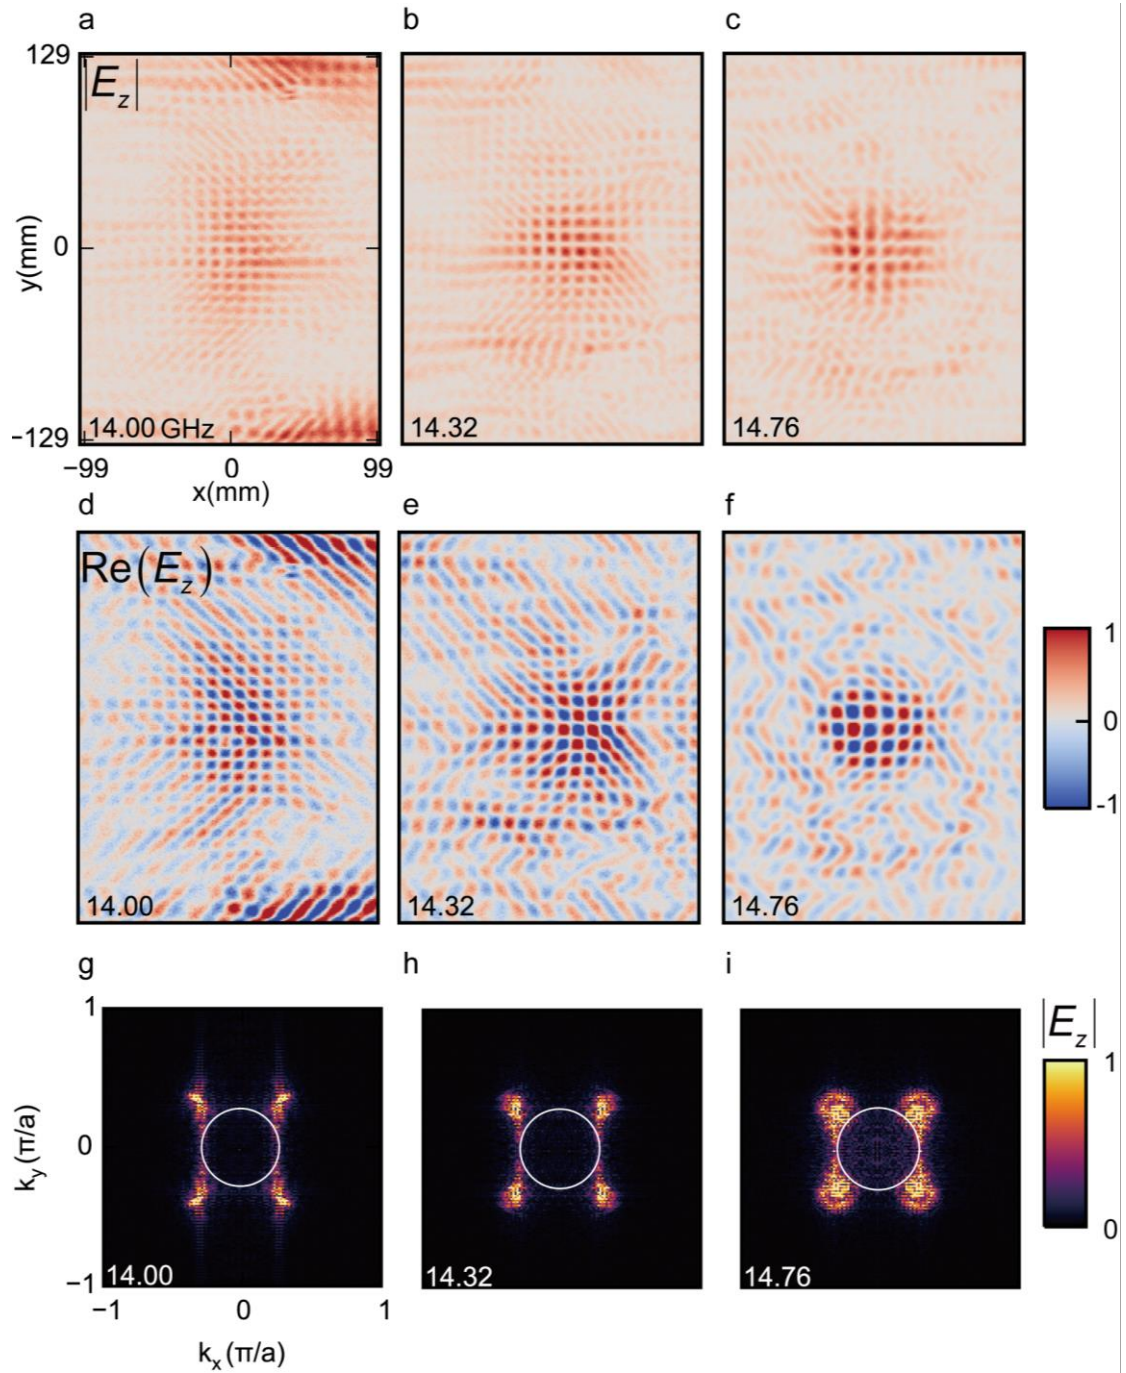 a
b
c
129
|E_z|
y(mm)
0
−129
14.00 GHz
14.32
14.76
−99
0
99
x(mm)
d
e
f
Re(E_z)
1
0
-1
14.00
14.32
14.76
g
h
i
1
|E_z|
1
k_y(π/a)
0
0
14.00
14.32
14.76
−1
−1
0
1
k_x(π/a)